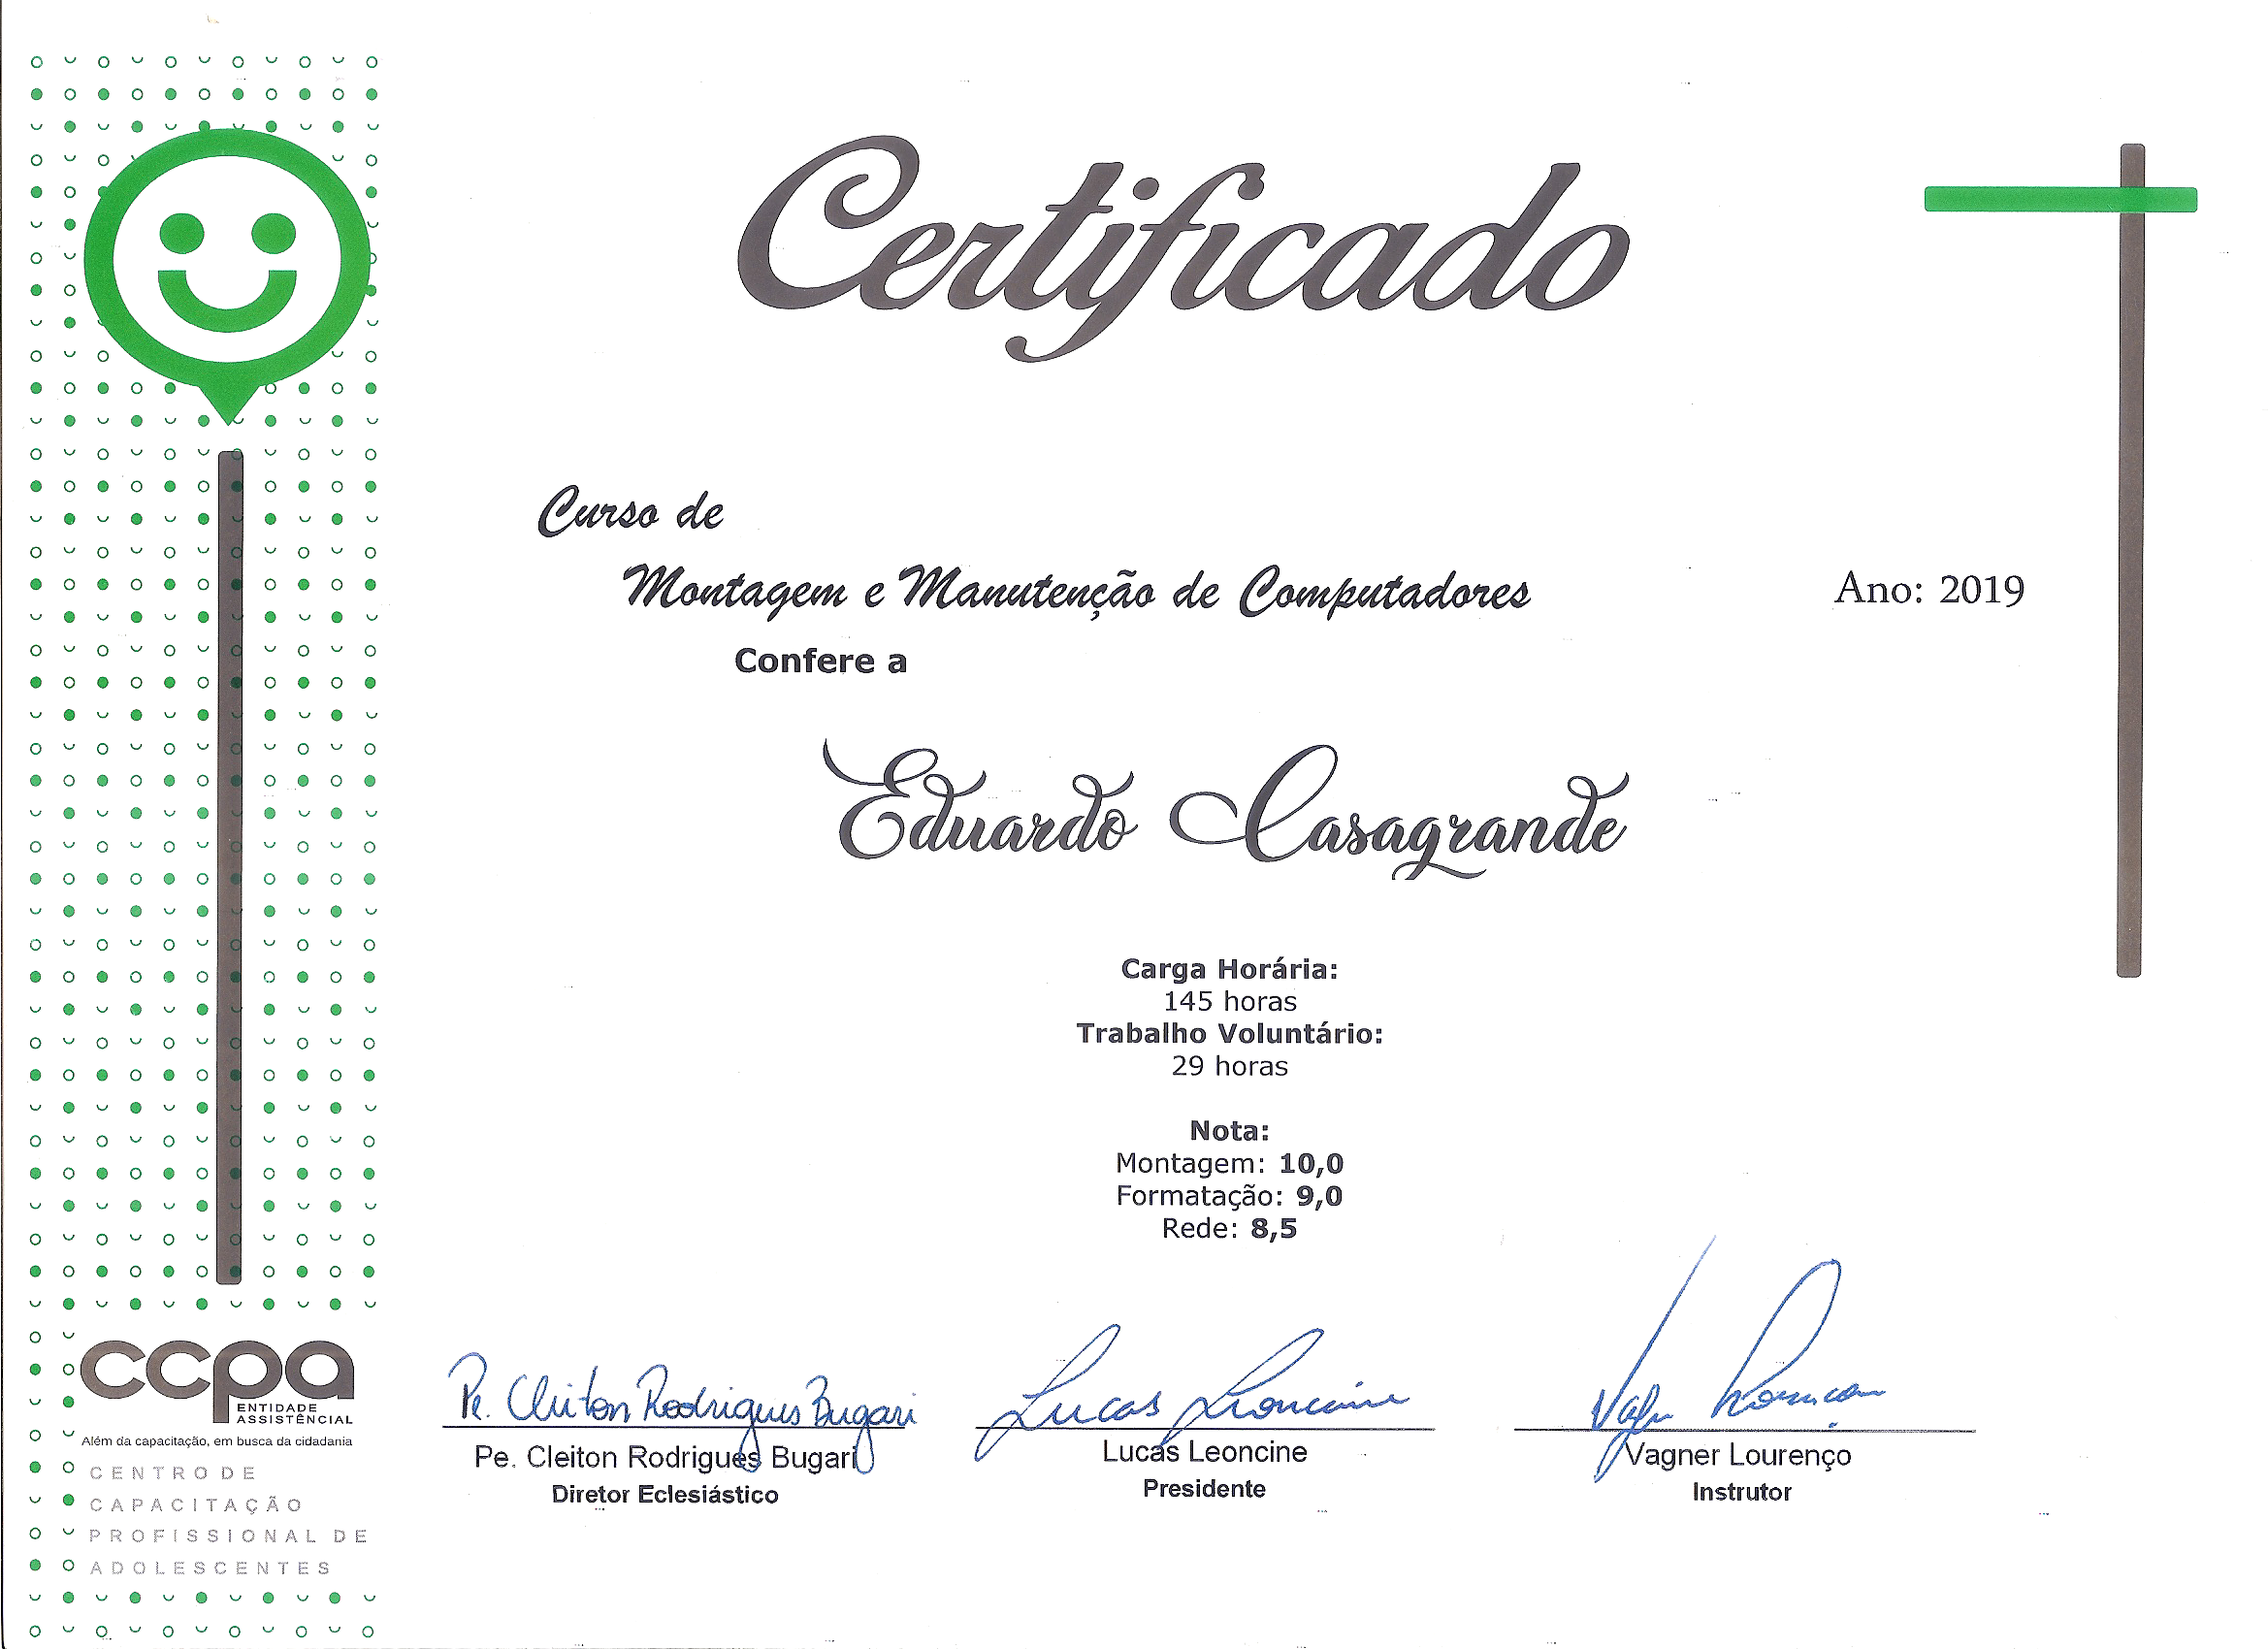 Certificado
Curso de
Montagem e Manutenção de Computadores
Ano: 2019
Confere a
Eduardo Casagrande
Carga Horária:
145 horas
Trabalho Voluntário:
29 horas
Nota:
Montagem: 10,0
Formatação: 9,0
Rede: 8,5
Pe. Cleiton Rodrigues Bugari
Pe. Cleiton Rodrigues Bugari
Diretor Eclesiástico
Lucas Leoncine
Lucas Leoncine
Presidente
Vagner Lourenço
Instrutor
ccpa
ENTIDADE
ASSISTÊNCIAL
Além da capacitação, em busca da cidadania
CENTRO DE
CAPACITAÇÃO
PROFISSIONAL DE
ADOLESCENTES